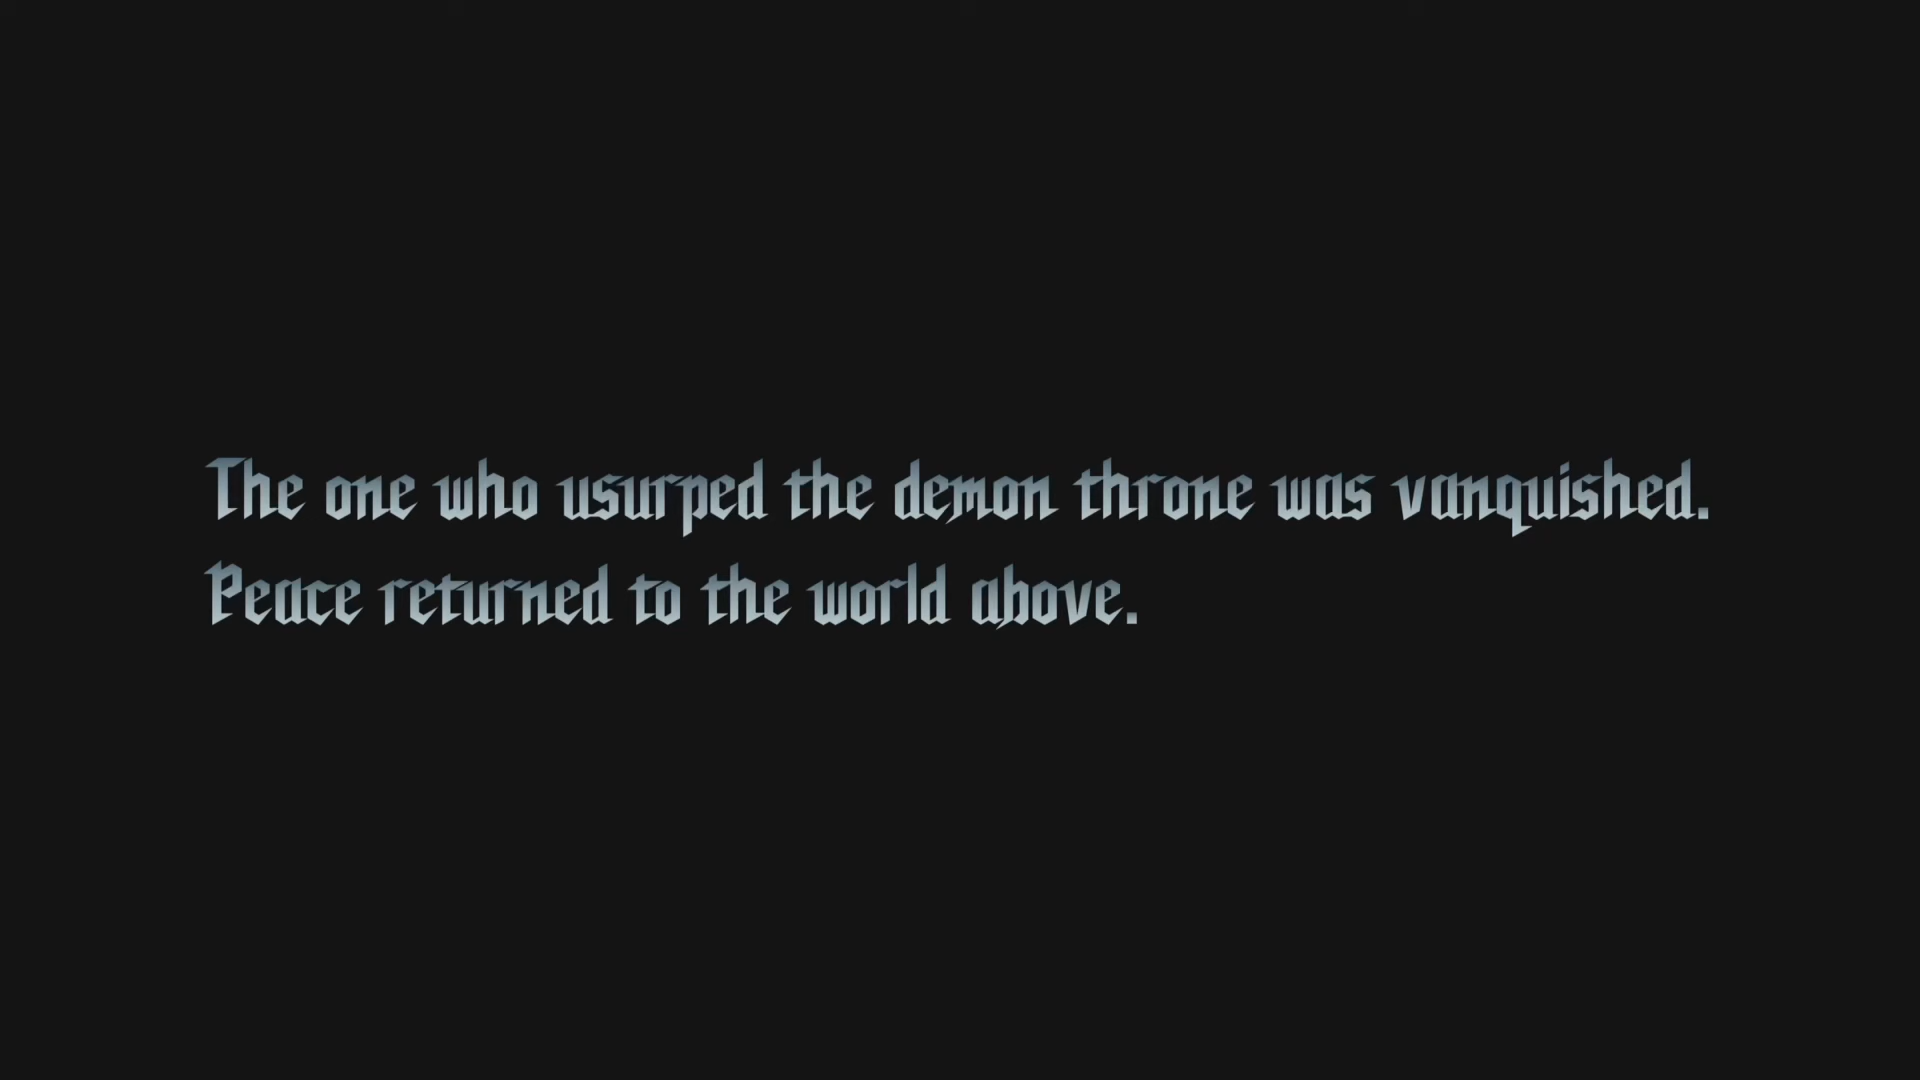 The one who usurped the demon throne was vanquished.
Peace returned to the world above.